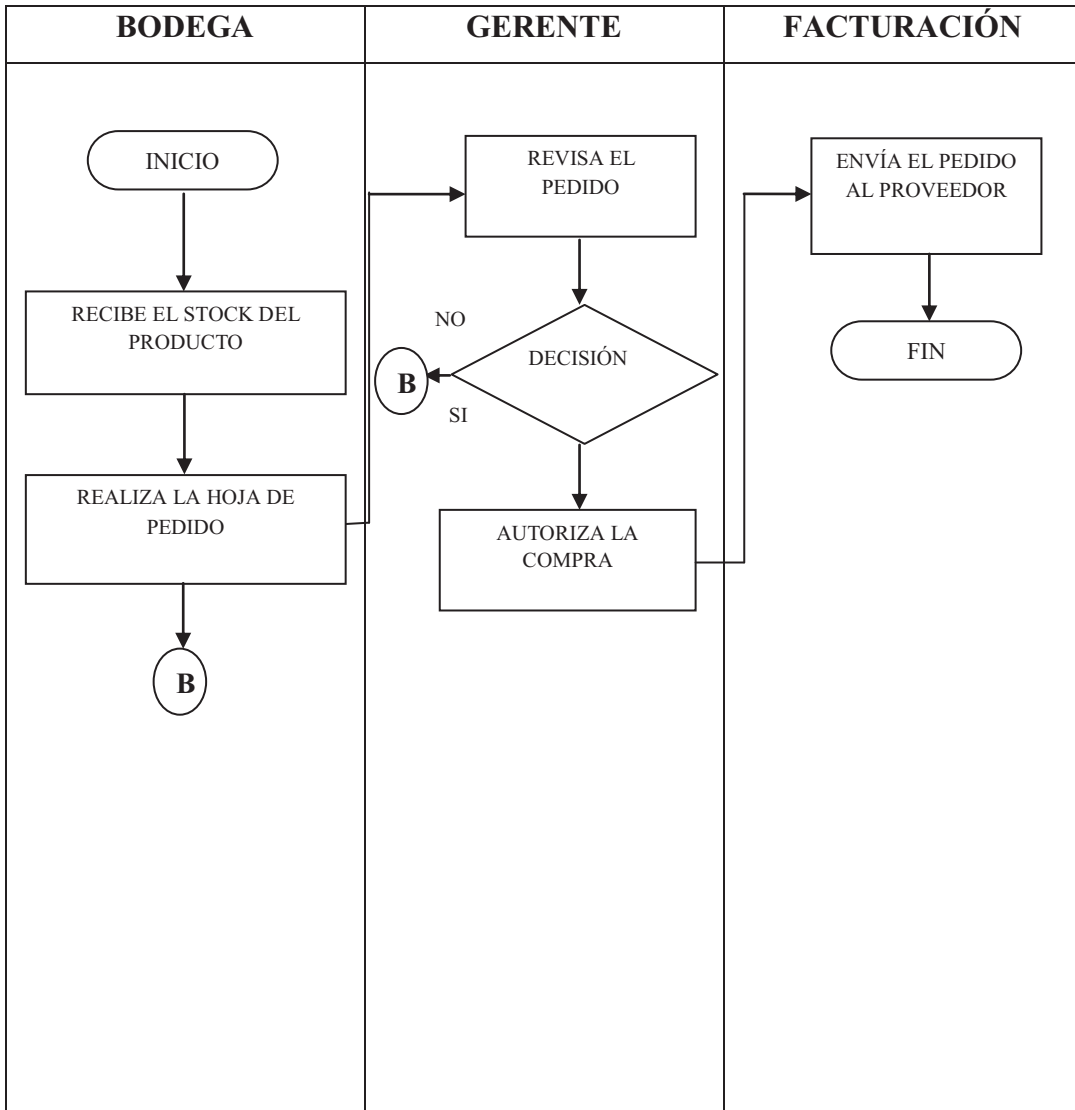 BODEGA
GERENTE
FACTURACIÓN
INICIO
RECIBE EL STOCK DEL
PRODUCTO
REALIZA LA HOJA DE
PEDIDO
B
REVISA EL
PEDIDO
NO
DECISIÓN
B
SI
AUTORIZA LA
COMPRA
ENVÍA EL PEDIDO
AL PROVEEDOR
FIN